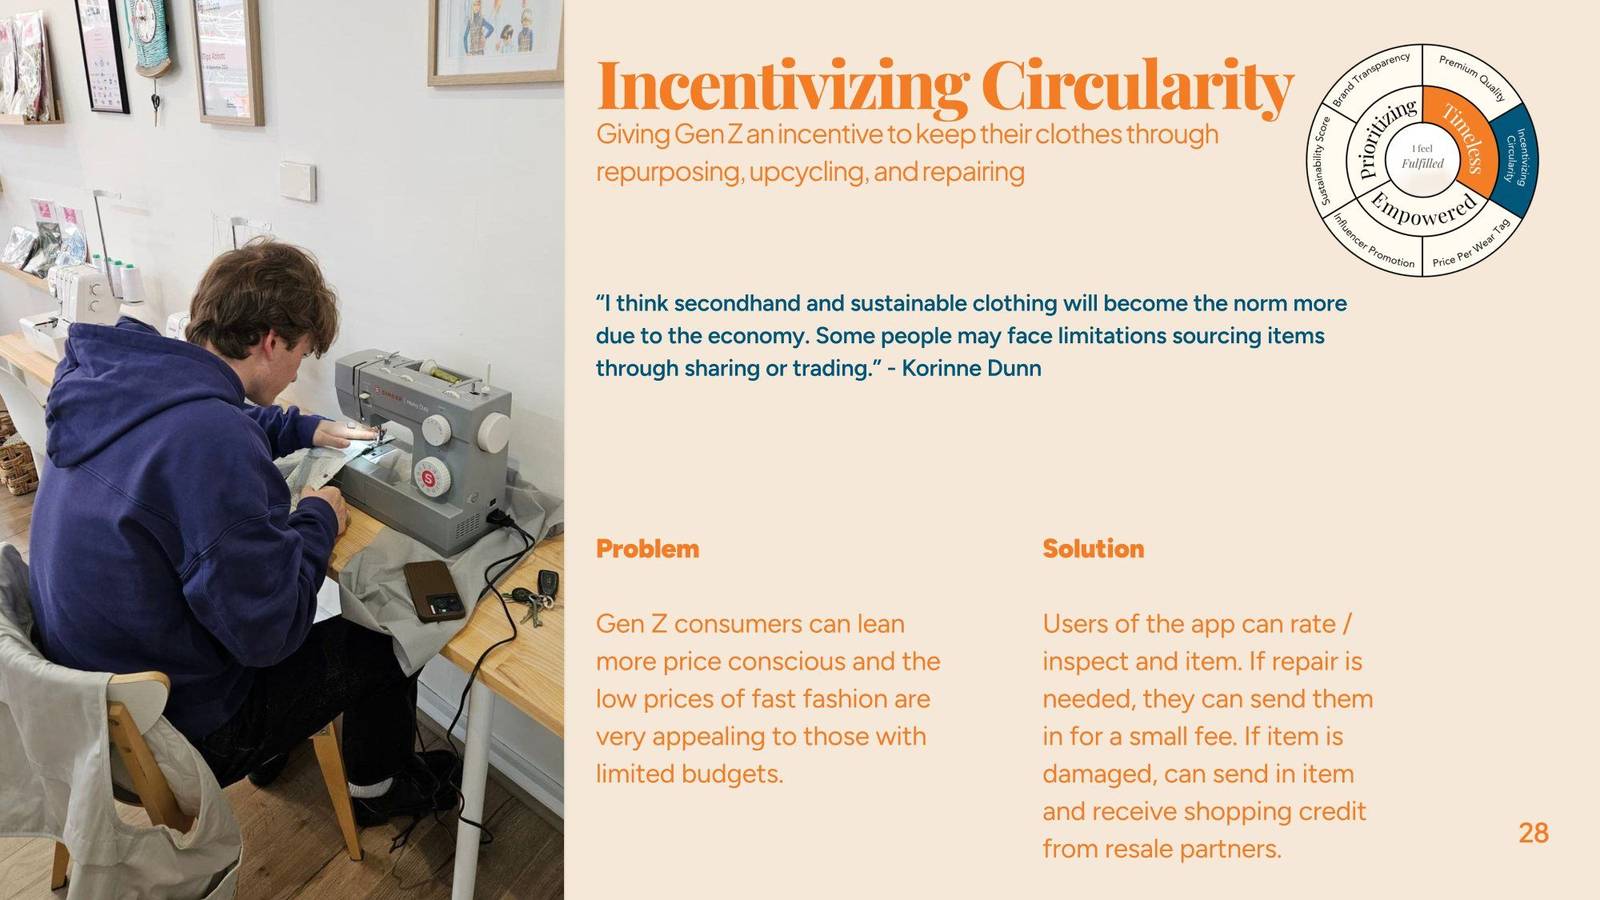 Incentivizing Circularity
Giving Gen Z an incentive to keep their clothes through
repurposing, upcycling, and repairing
Brand Transparency
Premium Quality
Incentivizing
Circularity
Price Per Wear Tag
Influencer Promotion
Sustainability Score
Prioritizing
Timeless
Empowered
I feel
Fulfilled
“I think secondhand and sustainable clothing will become the norm more
due to the economy. Some people may face limitations sourcing items
through sharing or trading.” - Korinne Dunn
Problem
Gen Z consumers can lean
more price conscious and the
low prices of fast fashion are
very appealing to those with
limited budgets.
Solution
Users of the app can rate /
inspect and item. If repair is
needed, they can send them
in for a small fee. If item is
damaged, can send in item
and receive shopping credit
from resale partners.
28
SINGER
S